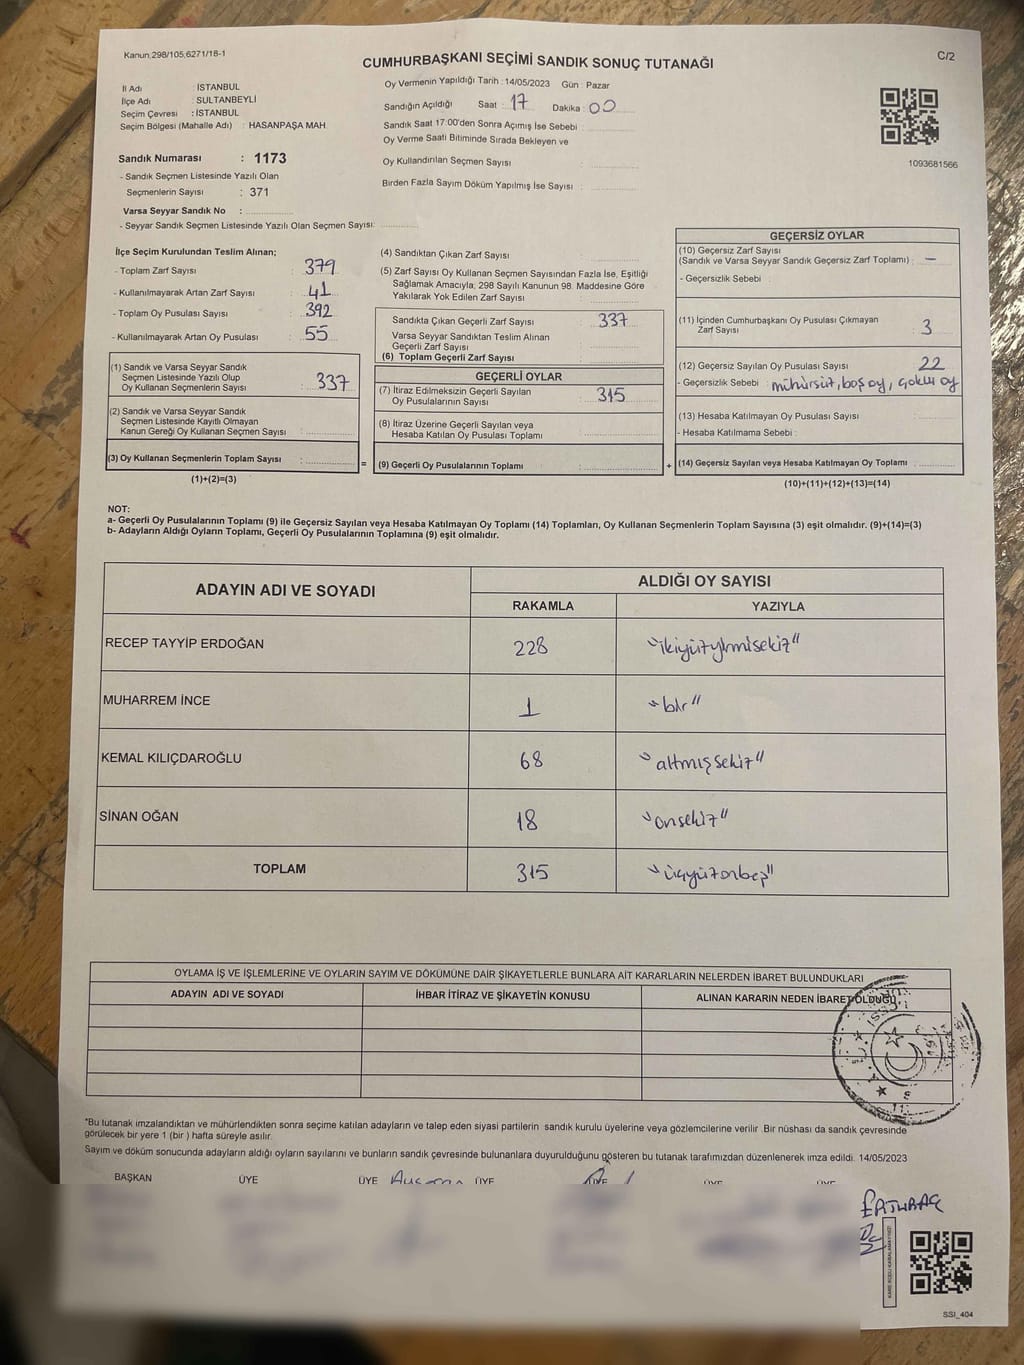 Kanun;298/105;6271/18-1
CUMHURBAŞKANI SEÇİMİ SANDIK SONUÇ TUTANAĞI
C/2
İl Adı : İSTANBUL
İlçe Adı : SULTANBEYLİ
Seçim Çevresi : İSTANBUL
Seçim Bölgesi (Mahalle Adı) : HASANPAŞA MAH.
Sandık Numarası : 1173
- Sandık Seçmen Listesinde Yazılı Olan
Seçmenlerin Sayısı : 371
Varsa Seyyar Sandık No :
- Seyyar Sandık Seçmen Listesinde Yazılı Olan Seçmen Sayısı:
Oy Vermenin Yapıldığı Tarih : 14/05/2023 Gün : Pazar
Sandığın Açıldığı Saat : 17 Dakika : 00
Sandık Saat 17:00'den Sonra Açımış İse Sebebi :
Oy Verme Saati Bitiminde Sırada Bekleyen ve
Oy Kullandırılan Seçmen Sayısı :
Birden Fazla Sayım Döküm Yapılmış İse Sayısı :
1093681566
İlçe Seçim Kurulundan Teslim Alınan;
- Toplam Zarf Sayısı : 379
- Kullanılmayarak Artan Zarf Sayısı : 41
- Toplam Oy Pusulası Sayısı : 392
- Kullanılmayarak Artan Oy Pusulası : 55
(1) Sandık ve Varsa Seyyar Sandık
Seçmen Listesinde Yazılı Olup
Oy Kullanan Seçmenlerin Sayısı : 337
(2) Sandık ve Varsa Seyyar Sandık
Seçmen Listesinde Kayıtlı Olmayan
Kanun Gereği Oy Kullanan Seçmen Sayısı :
(3) Oy Kullanan Seçmenlerin Toplam Sayısı :
(1)+(2)=(3)
(4) Sandıktan Çıkan Zarf Sayısı :
(5) Zarf Sayısı Oy Kullanan Seçmen Sayısından Fazla İse, Eşitliği
Sağlamak Amacıyla; 298 Sayılı Kanunun 98. Maddesine Göre
Yakılarak Yok Edilen Zarf Sayısı :
Sandıkta Çıkan Geçerli Zarf Sayısı : 337
Varsa Seyyar Sandıktan Teslim Alınan
Geçerli Zarf Sayısı :
(6) Toplam Geçerli Zarf Sayısı :
GEÇERLİ OYLAR
(7) İtiraz Edilmeksizin Geçerli Sayılan
Oy Pusulalarının Sayısı : 315
(8) İtiraz Üzerine Geçerli Sayılan veya
Hesaba Katılan Oy Pusulası Toplamı :
= (9) Geçerli Oy Pusulalarının Toplamı :
GEÇERSİZ OYLAR
(10) Geçersiz Zarf Sayısı
(Sandık ve Varsa Seyyar Sandık Geçersiz Zarf Toplamı) : –
- Geçersizlik Sebebi :
(11) İçinden Cumhurbaşkanı Oy Pusulası Çıkmayan
Zarf Sayısı : 3
(12) Geçersiz Sayılan Oy Pusulası Sayısı : 22
- Geçersizlik Sebebi : mühürsüz, boş oy, çoklu oy
(13) Hesaba Katılmayan Oy Pusulası Sayısı :
- Hesaba Katılmama Sebebi :
+ (14) Geçersiz Sayılan veya Hesaba Katılmayan Oy Toplamı :
(10)+(11)+(12)+(13)=(14)
NOT:
a- Geçerli Oy Pusulalarının Toplamı (9) ile Geçersiz Sayılan veya Hesaba Katılmayan Oy Toplamı (14) Toplamları, Oy Kullanan Seçmenlerin Toplam Sayısına (3) eşit olmalıdır. (9)+(14)=(3)
b- Adayların Aldığı Oyların Toplamı, Geçerli Oy Pusulalarının Toplamına (9) eşit olmalıdır.
ADAYIN ADI VE SOYADI ALDIĞI OY SAYISI
RAKAMLA YAZIYLA
RECEP TAYYİP ERDOĞAN 228 "ikiyüzyirmisekiz"
MUHARREM İNCE 1 "bir"
KEMAL KILIÇDAROĞLU 68 "altmışsekiz"
SİNAN OĞAN 18 "onsekiz"
TOPLAM 315 "üçyüzonbeş"
OYLAMA İŞ VE İŞLEMLERİNE VE OYLARIN SAYIM VE DÖKÜMÜNE DAİR ŞİKAYETLERLE BUNLARA AİT KARARLARIN NELERDEN İBARET BULUNDUKLARI
ADAYIN ADI VE SOYADI İHBAR İTİRAZ VE ŞİKAYETİN KONUSU ALINAN KARARIN NEDEN İBARET OLDUĞU
*Bu tutanak imzalandıktan ve mühürlendikten sonra seçime katılan adayların ve talep eden siyasi partilerin sandık kurulu üyelerine veya gözlemcilerine verilir .Bir nüshası da sandık çevresinde
görülecek bir yere 1 (bir ) hafta süreyle asılır.
Sayım ve döküm sonucunda adayların aldığı oyların sayılarını ve bunların sandık çevresinde bulunanlara duyurulduğunu gösteren bu tutanak tarafımızdan düzenlenerek imza edildi. 14/05/2023
BAŞKAN ÜYE ÜYE ÜYE ÜYE ÜYE ÜYE
SSI_404